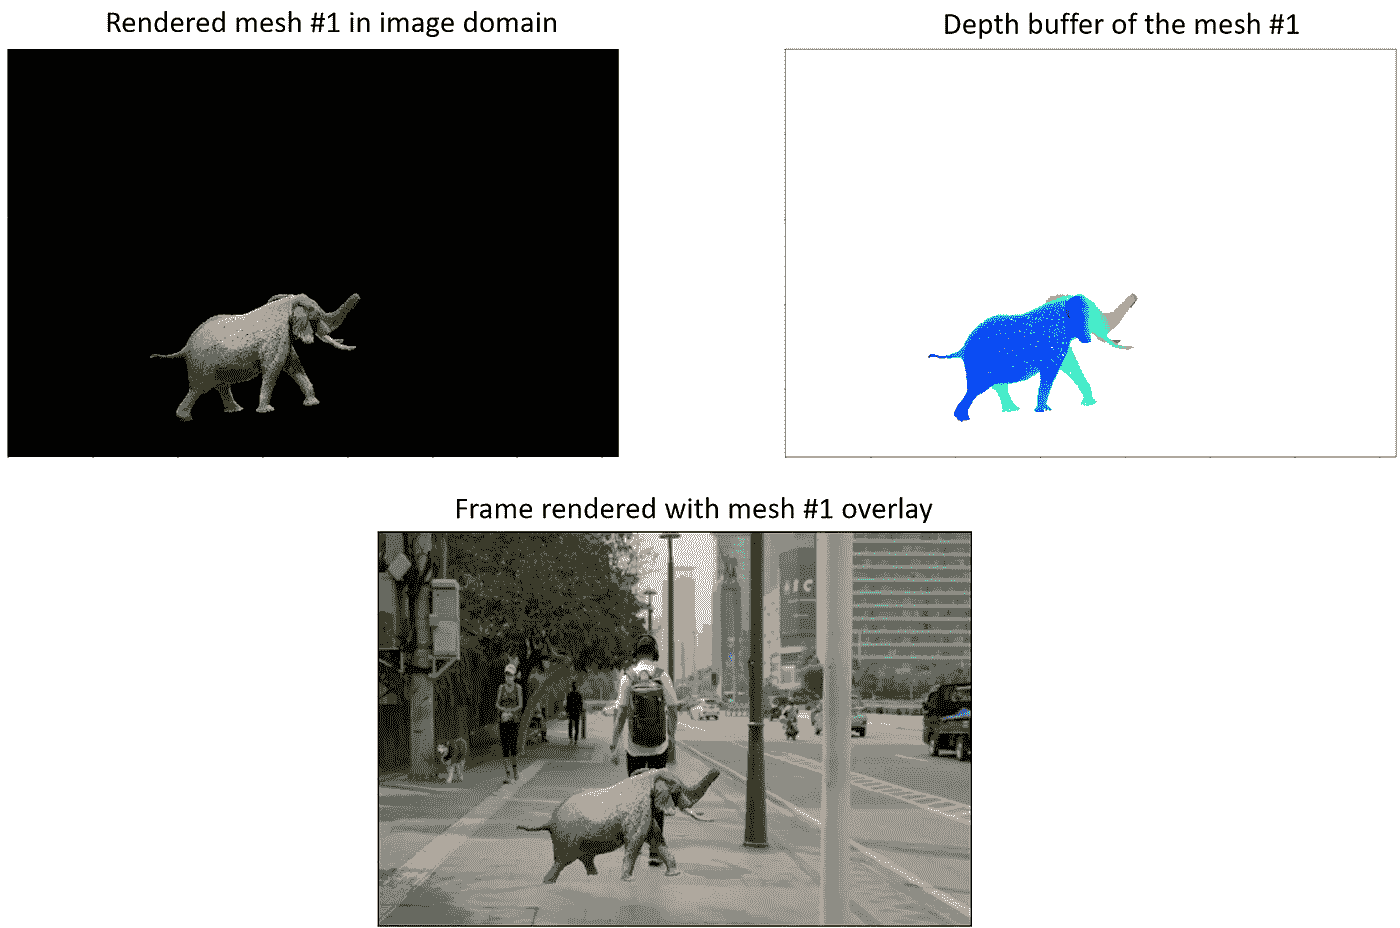 Rendered mesh #1 in image domain
Depth buffer of the mesh #1
Frame rendered with mesh #1 overlay